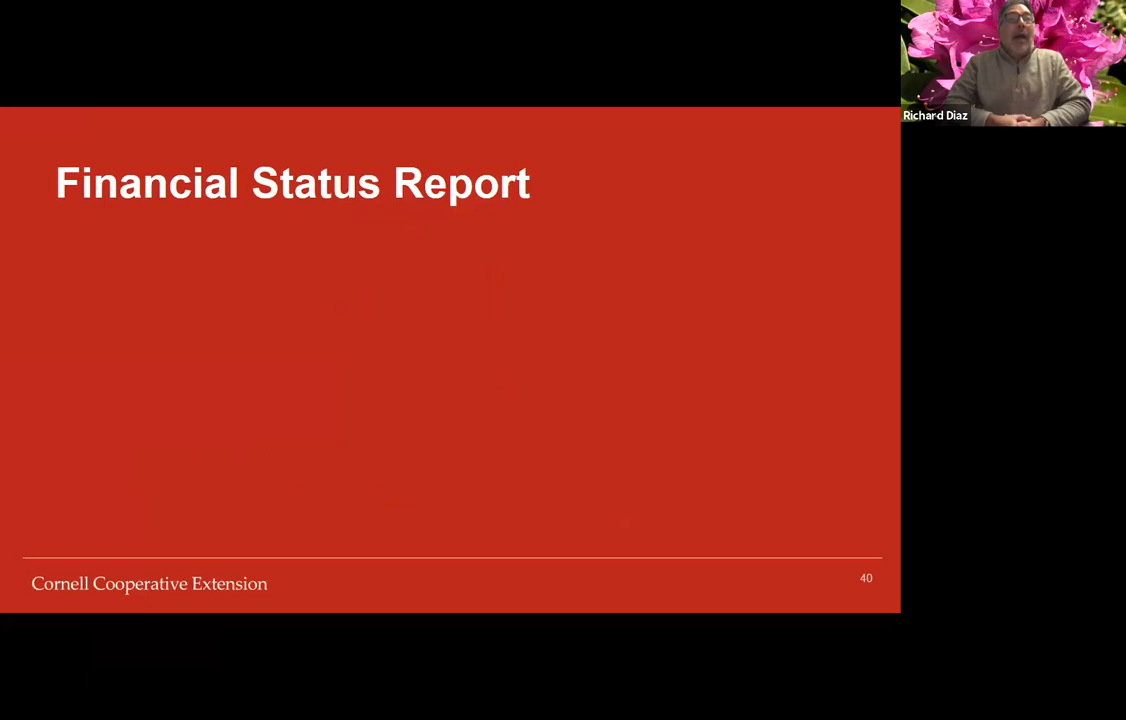 Richard Diaz
Financial Status Report
Cornell Cooperative Extension
40